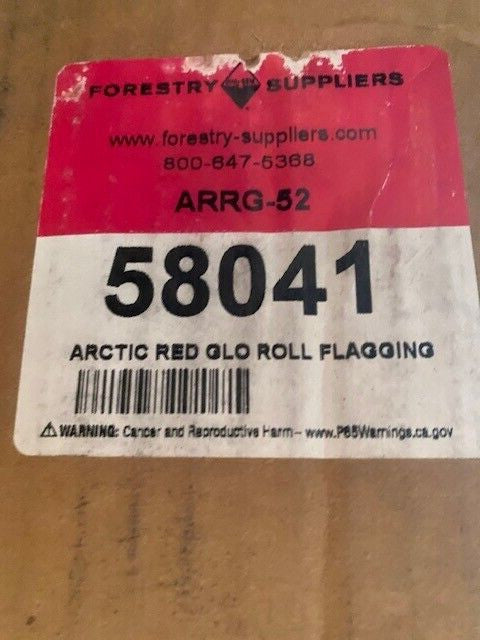 FORESTRY SUPPLIERS
www.forestry-suppliers.com
800-647-5368
ARRG-52
58041
ARCTIC RED GLO ROLL FLAGGING
⚠WARNING: Cancer and Reproductive Harm– www.P65Warnings.ca.gov